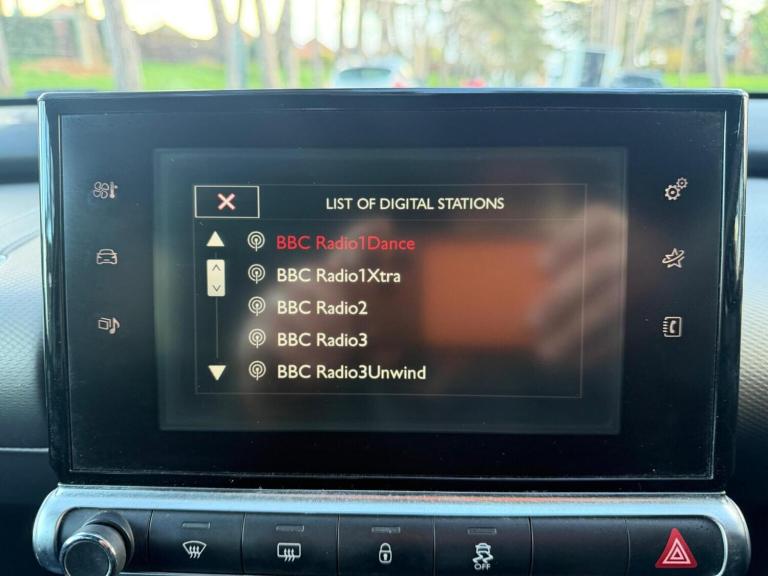 LIST OF DIGITAL STATIONS
BBC Radio1Dance
BBC Radio1Xtra
BBC Radio2
BBC Radio3
BBC Radio3Unwind
OFF